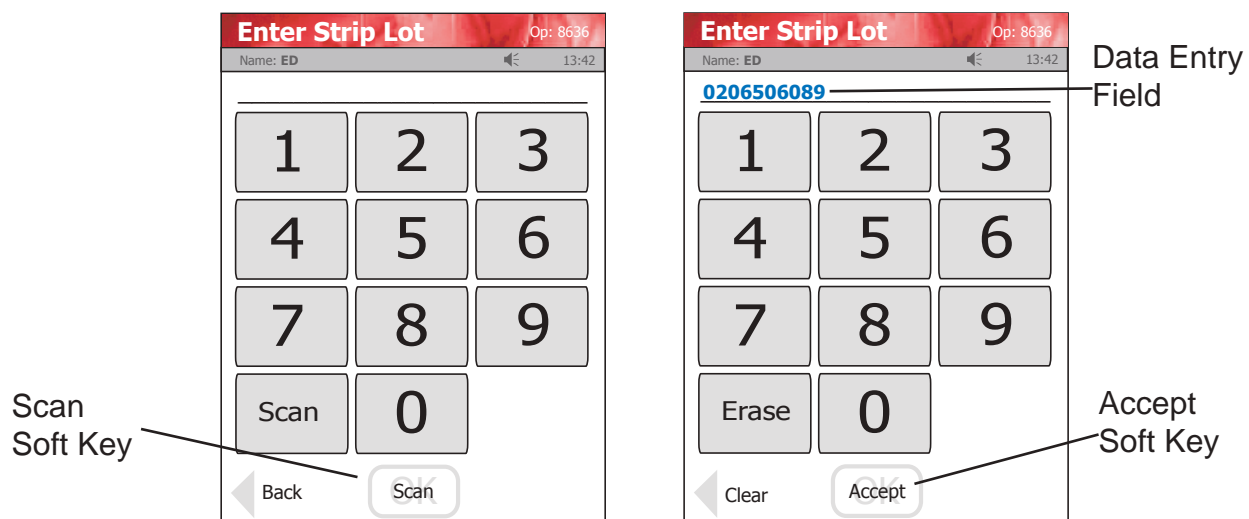 Enter Strip Lot Op: 8636
Name: ED 13:42
1 2 3
4 5 6
7 8 9
Scan 0
Back OK Scan
Scan
Soft Key
Enter Strip Lot Op: 8636
Name: ED 13:42
0206506089
1 2 3
4 5 6
7 8 9
Erase 0
Clear OK Accept
Data Entry
Field
Accept
Soft Key